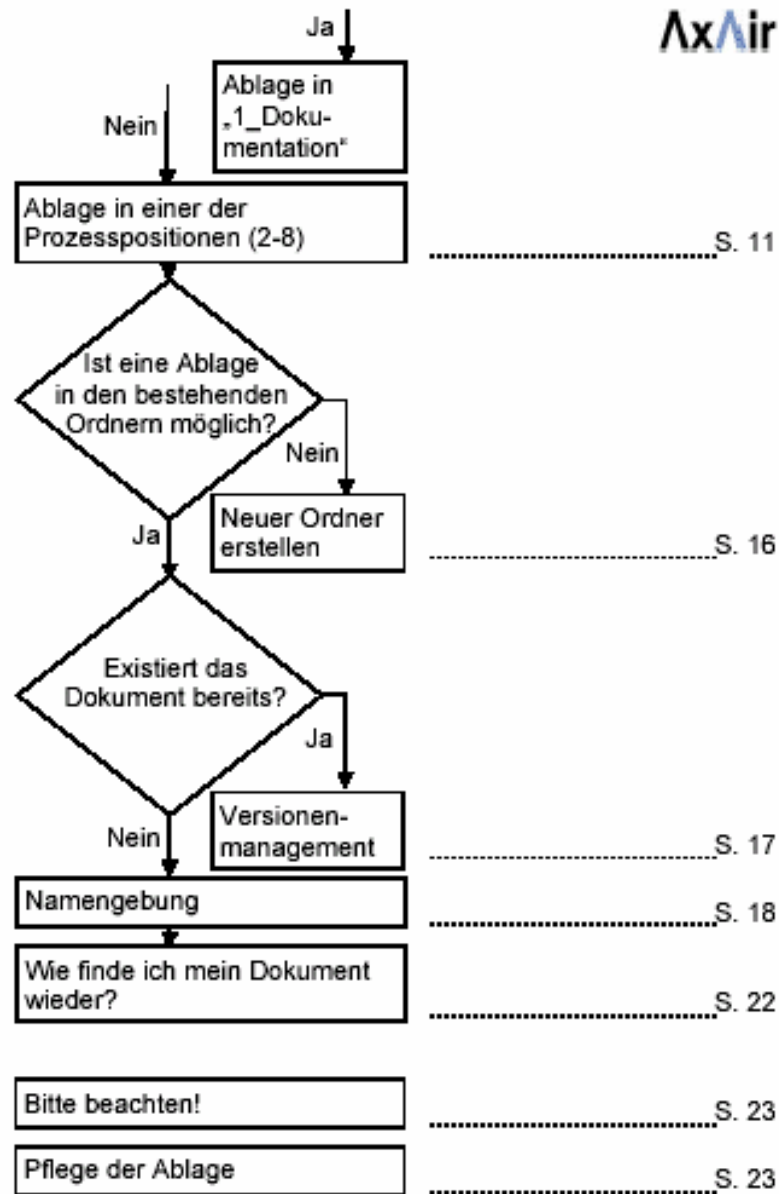 Ja
AxAir
Ablage in
„1_Doku-
mentation"
Nein
Ablage in einer der
Prozesspositionen (2-8)
S. 11
Ist eine Ablage
in den bestehenden
Ordnern möglich?
Nein
Neuer Ordner
erstellen
S. 16
Ja
Existiert das
Dokument bereits?
Ja
Versionen-
management
S. 17
Nein
Namengebung
S. 18
Wie finde ich mein Dokument
wieder?
S. 22
Bitte beachten!
S. 23
Pflege der Ablage
S. 23